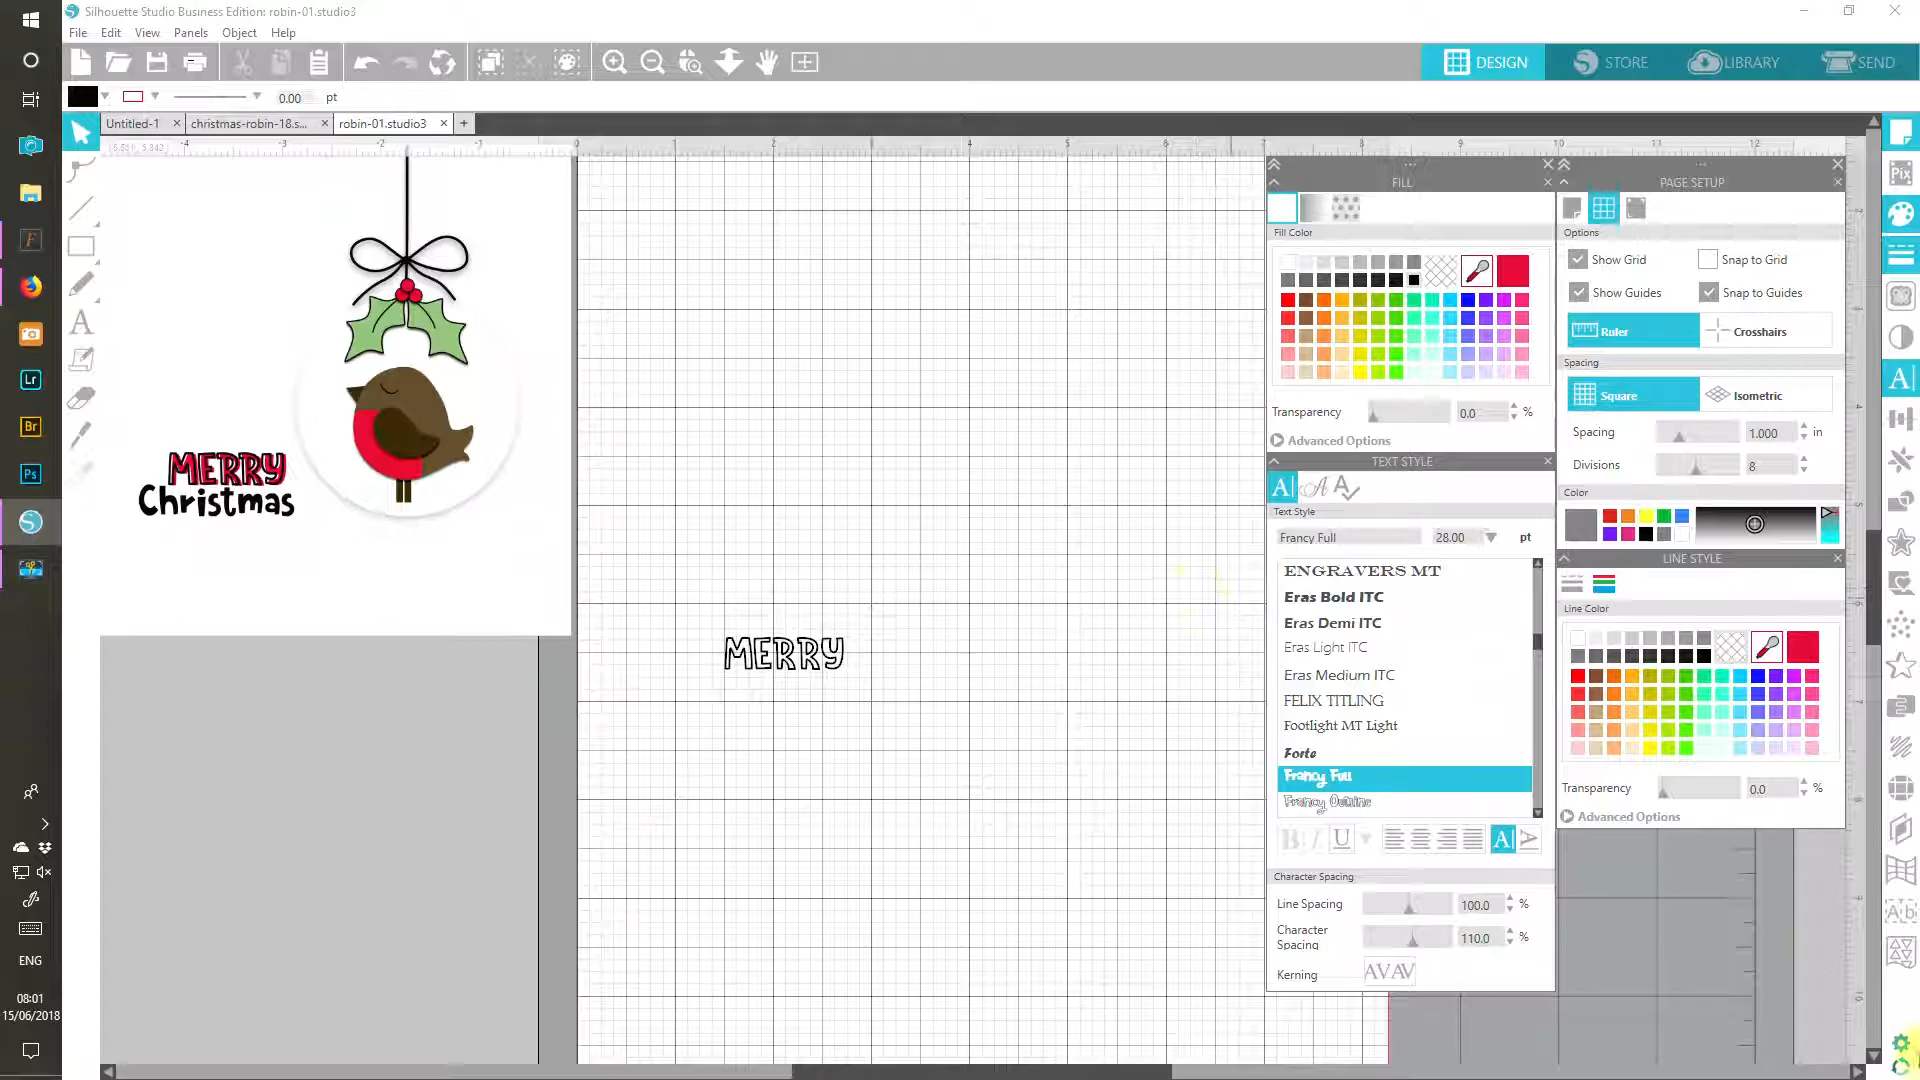 Silhouette Studio Business Edition: robin-01.studio3
File Edit View Panels Object Help
DESIGN STORE LIBRARY SEND
0.00 pt
Untitled-1 christmas-robin-18.s... robin-01.studio3
MERRY
Christmas
MERRY
FILL
Fill Color
Transparency 0.0 %
Advanced Options
TEXT STYLE
Text Style
Francy Full 28.00 pt
ENGRAVERS MT
Eras Bold ITC
Eras Demi ITC
Eras Light ITC
Eras Medium ITC
FELIX TITLING
Footlight MT Light
Forte
Francy Full
Francy Outline
Character Spacing
Line Spacing 100.0 %
Character Spacing 110.0 %
Kerning AVAV
PAGE SETUP
Options
Show Grid Snap to Grid
Show Guides Snap to Guides
Ruler Crosshairs
Spacing
Square Isometric
Spacing 1.000 in
Divisions 8
Color
LINE STYLE
Line Color
Transparency 0.0 %
Advanced Options
Pix
Lr
Br
Ps
ENG
08:01
15/06/2018